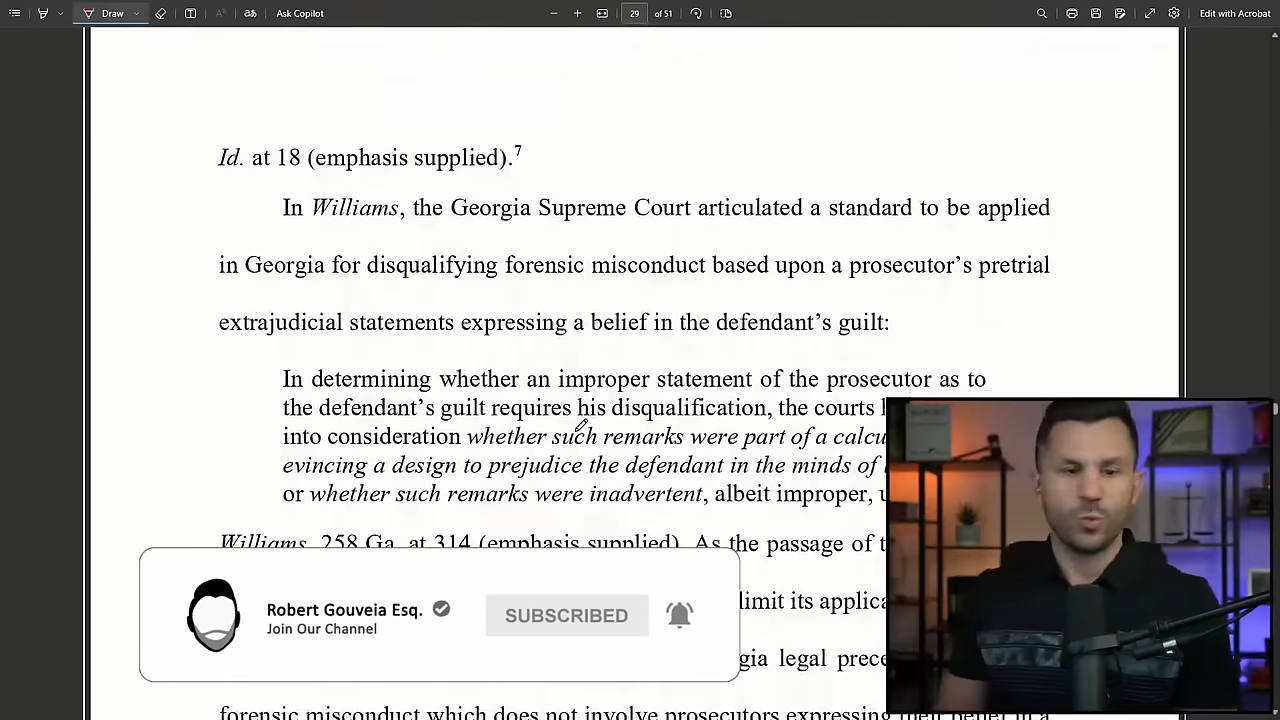 Draw
Ask Copilot
29 of 51
Edit with Acrobat
Id. at 18 (emphasis supplied).7
In Williams, the Georgia Supreme Court articulated a standard to be applied
in Georgia for disqualifying forensic misconduct based upon a prosecutor's pretrial
extrajudicial statements expressing a belief in the defendant's guilt:
In determining whether an improper statement of the prosecutor as to
the defendant's guilt requires his disqualification, the courts
into consideration whether such remarks were part of a calcu
evincing a design to prejudice the defendant in the minds of
or whether such remarks were inadvertent, albeit improper,
Williams, 258 Ga. at 314 (emphasis supplied). As the passage of
limit its applica
gia legal prece
forensic misconduct which does not involve prosecutors expressing their belief in a
Robert Gouveia Esq.
Join Our Channel
SUBSCRIBED